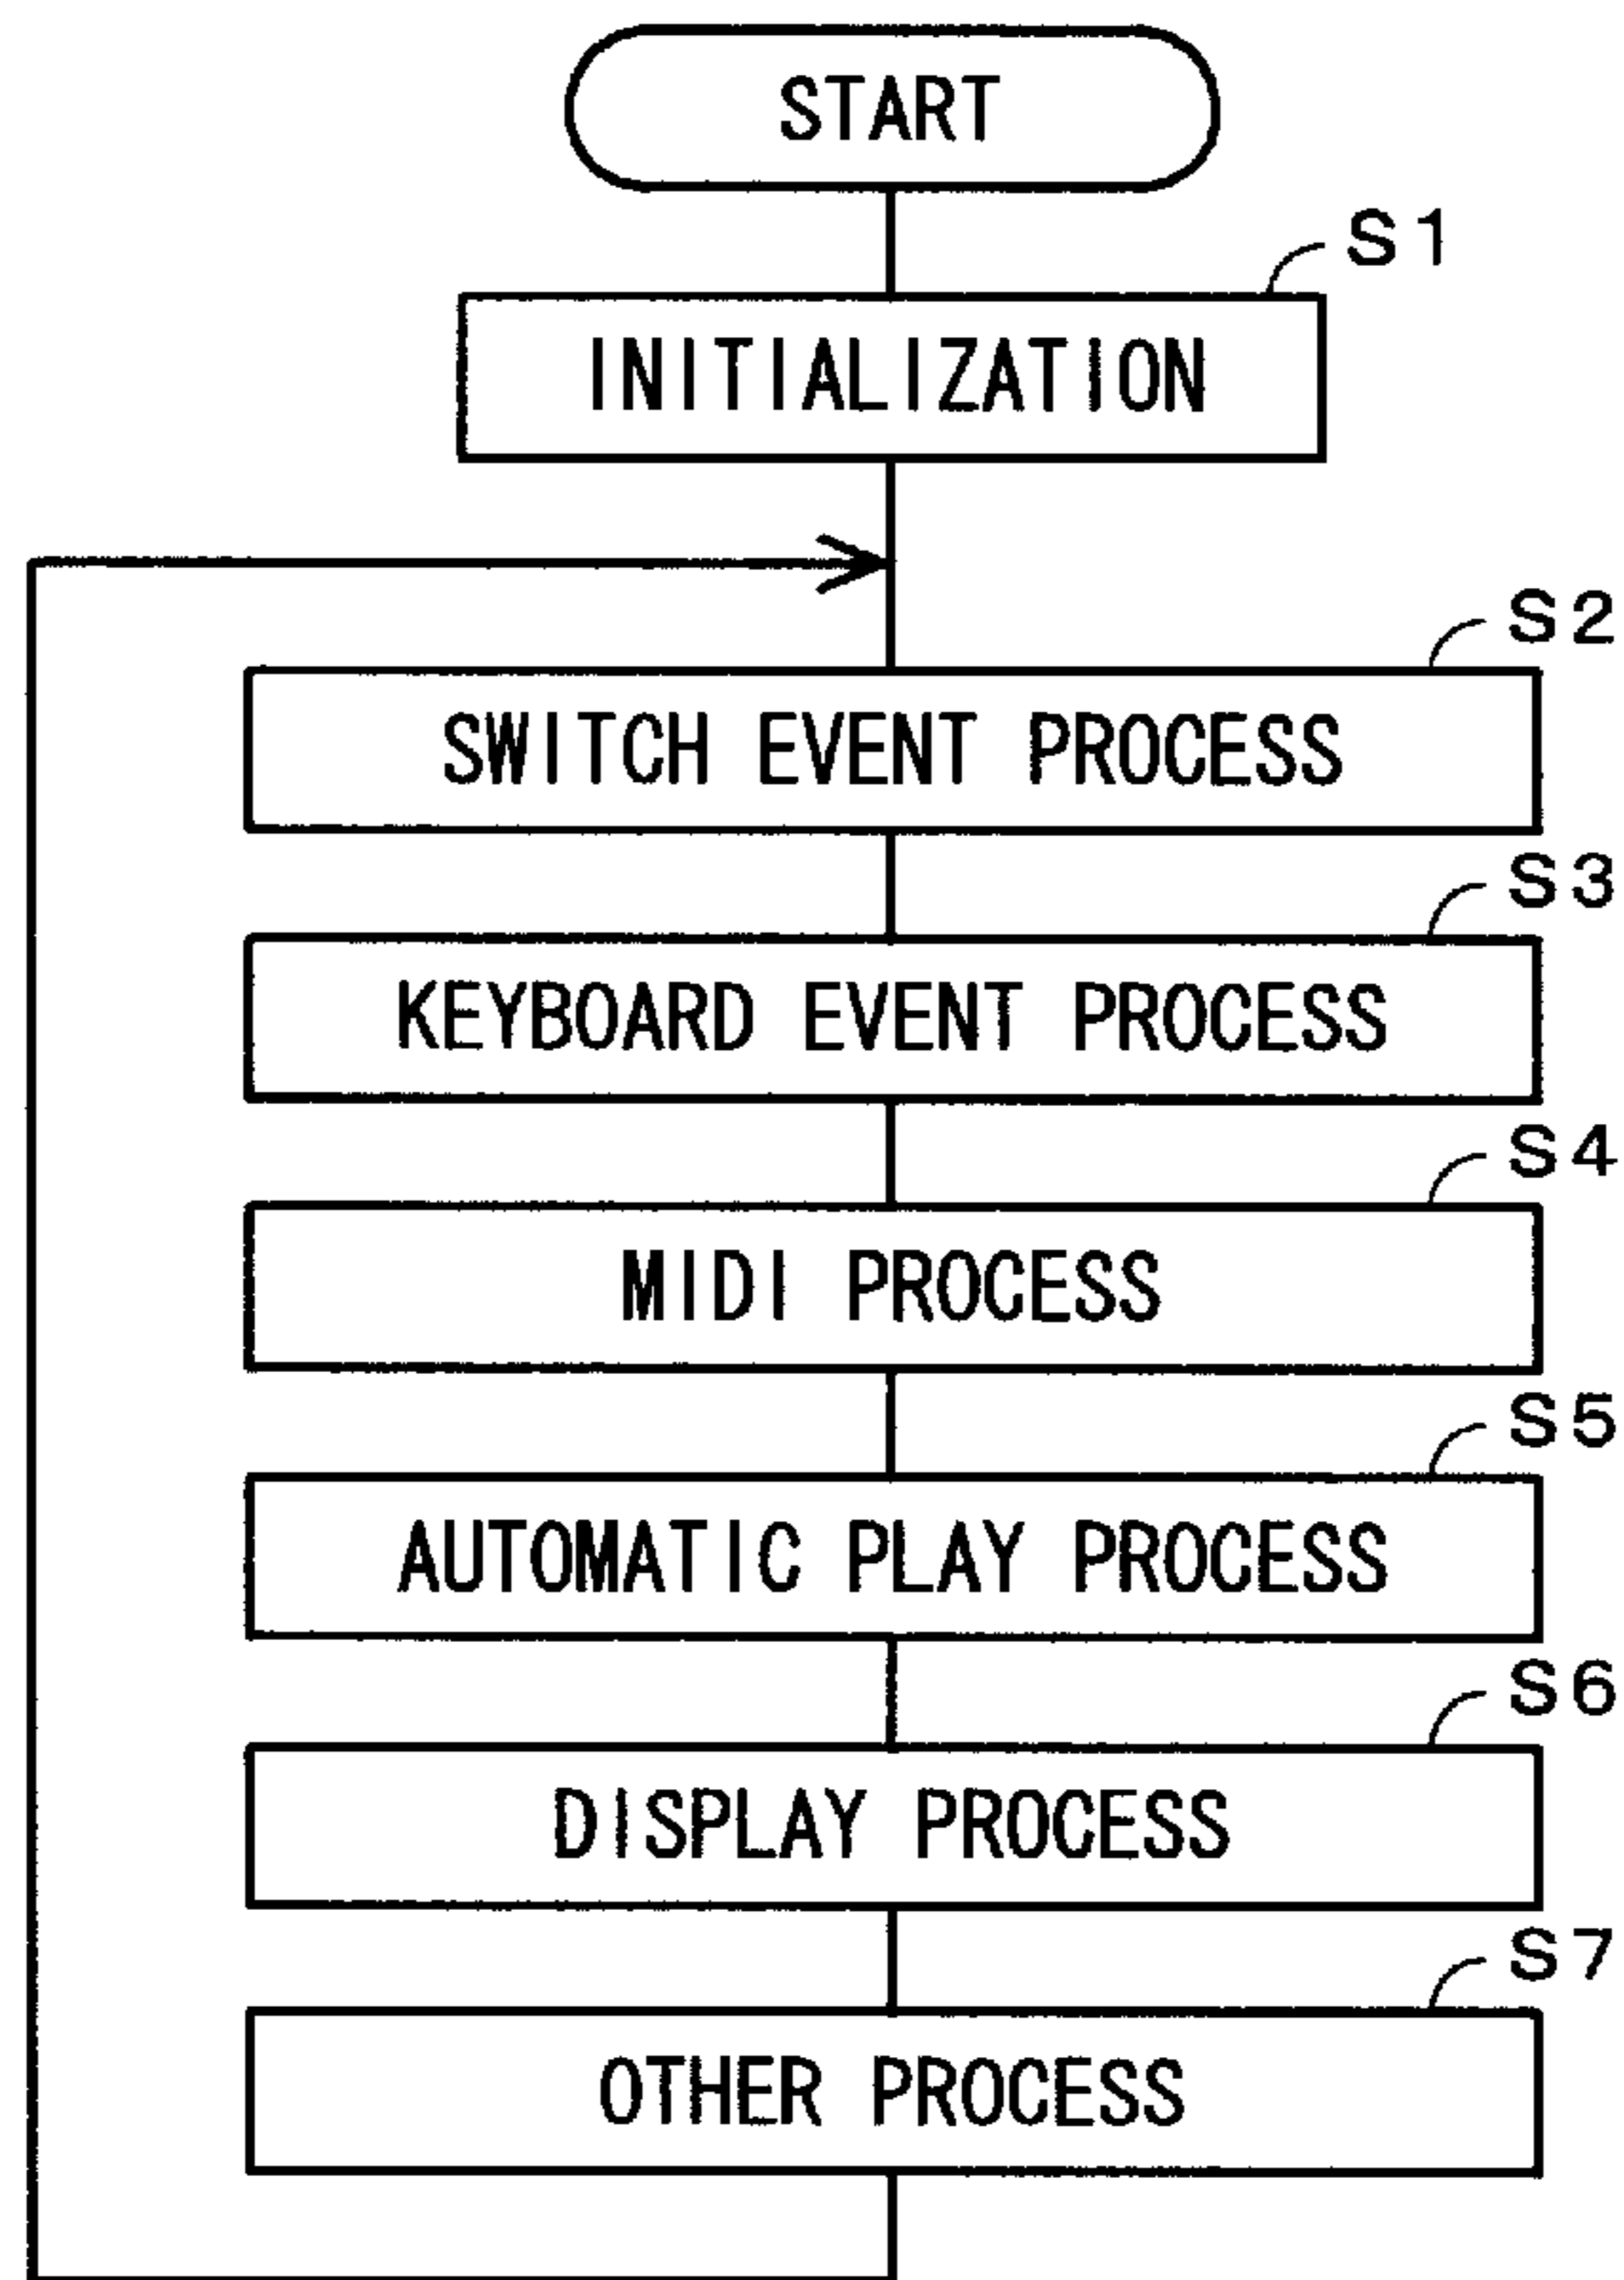 START
S1
INITIALIZATION
S2
SWITCH EVENT PROCESS
S3
KEYBOARD EVENT PROCESS
S4
MIDI PROCESS
S5
AUTOMATIC PLAY PROCESS
S6
DISPLAY PROCESS
S7
OTHER PROCESS